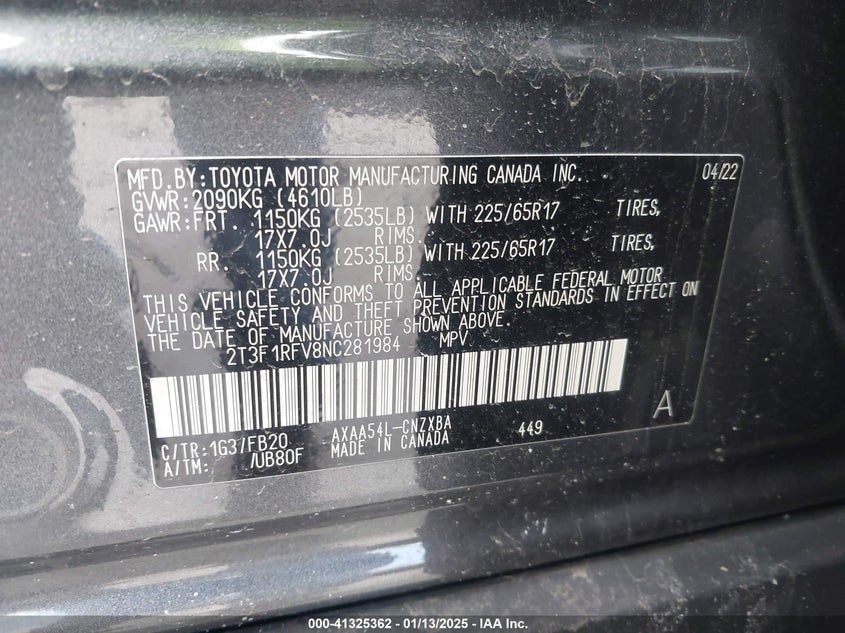 MFD.BY:TOYOTA MOTOR MANUFACTURING CANADA INC. 04/22
GVWR:2090KG (4610LB)
GAWR:FRT. 1150KG (2535LB) WITH 225/65R17 TIRES,
17X7.0J RIMS.
RR. 1150KG (2535LB) WITH 225/65R17 TIRES,
17X7.0J RIMS.
THIS VEHICLE CONFORMS TO ALL APPLICABLE FEDERAL MOTOR
VEHICLE SAFETY AND THEFT PREVENTION STANDARDS IN EFFECT ON
THE DATE OF MANUFACTURE SHOWN ABOVE.
2T3F1RFV8NC281984 MPV
A
C/TR:1G3/FB20 AXAA54L-CNZXBA 449
A/TM: /UB80F MADE IN CANADA
000-41325362 - 01/13/2025 - IAA Inc.